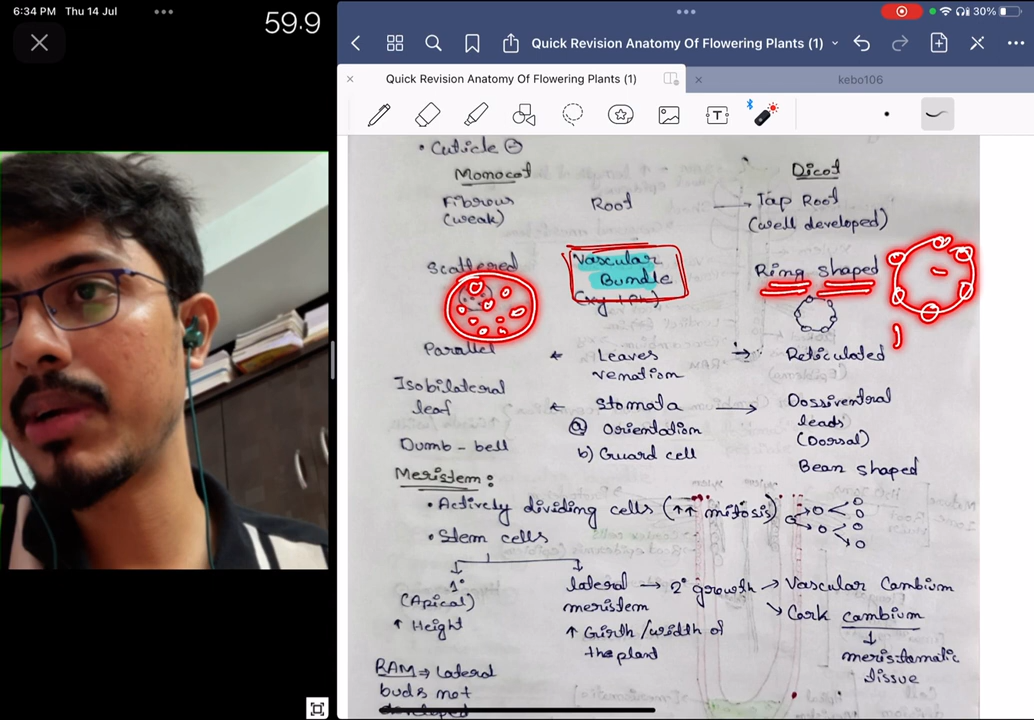 6:34 PM Thu 14 Jul
59.9
30%
Quick Revision Anatomy Of Flowering Plants (1)
Quick Revision Anatomy Of Flowering Plants (1)
kebo106
• Cuticle ⊖
Monocot
Dicot
Fibrous
(weak)
Root
Tap Root
(well developed)
Scattered
Vascular
Bundle
(xy + Ph)
Ring shaped
Parallel
Leaves
venation
Reticulated
Isobilateral
leaf
Stomata
Dossiventral
leads
(Dorsal)
a Orientation
Dumb - bell
b) Guard cell
Bean shaped
Meristem :
• Actively dividing cells (↑↑ mitosis)
• Stem cells
1°
(Apical)
↑ Height
lateral → 2° growth → Vascular Cambium
meristem
↘ Cork cambium
↑ Girth /width of
the plant
↓
meristematic
tissue
RAM ⇒ Lateral
buds not
developed